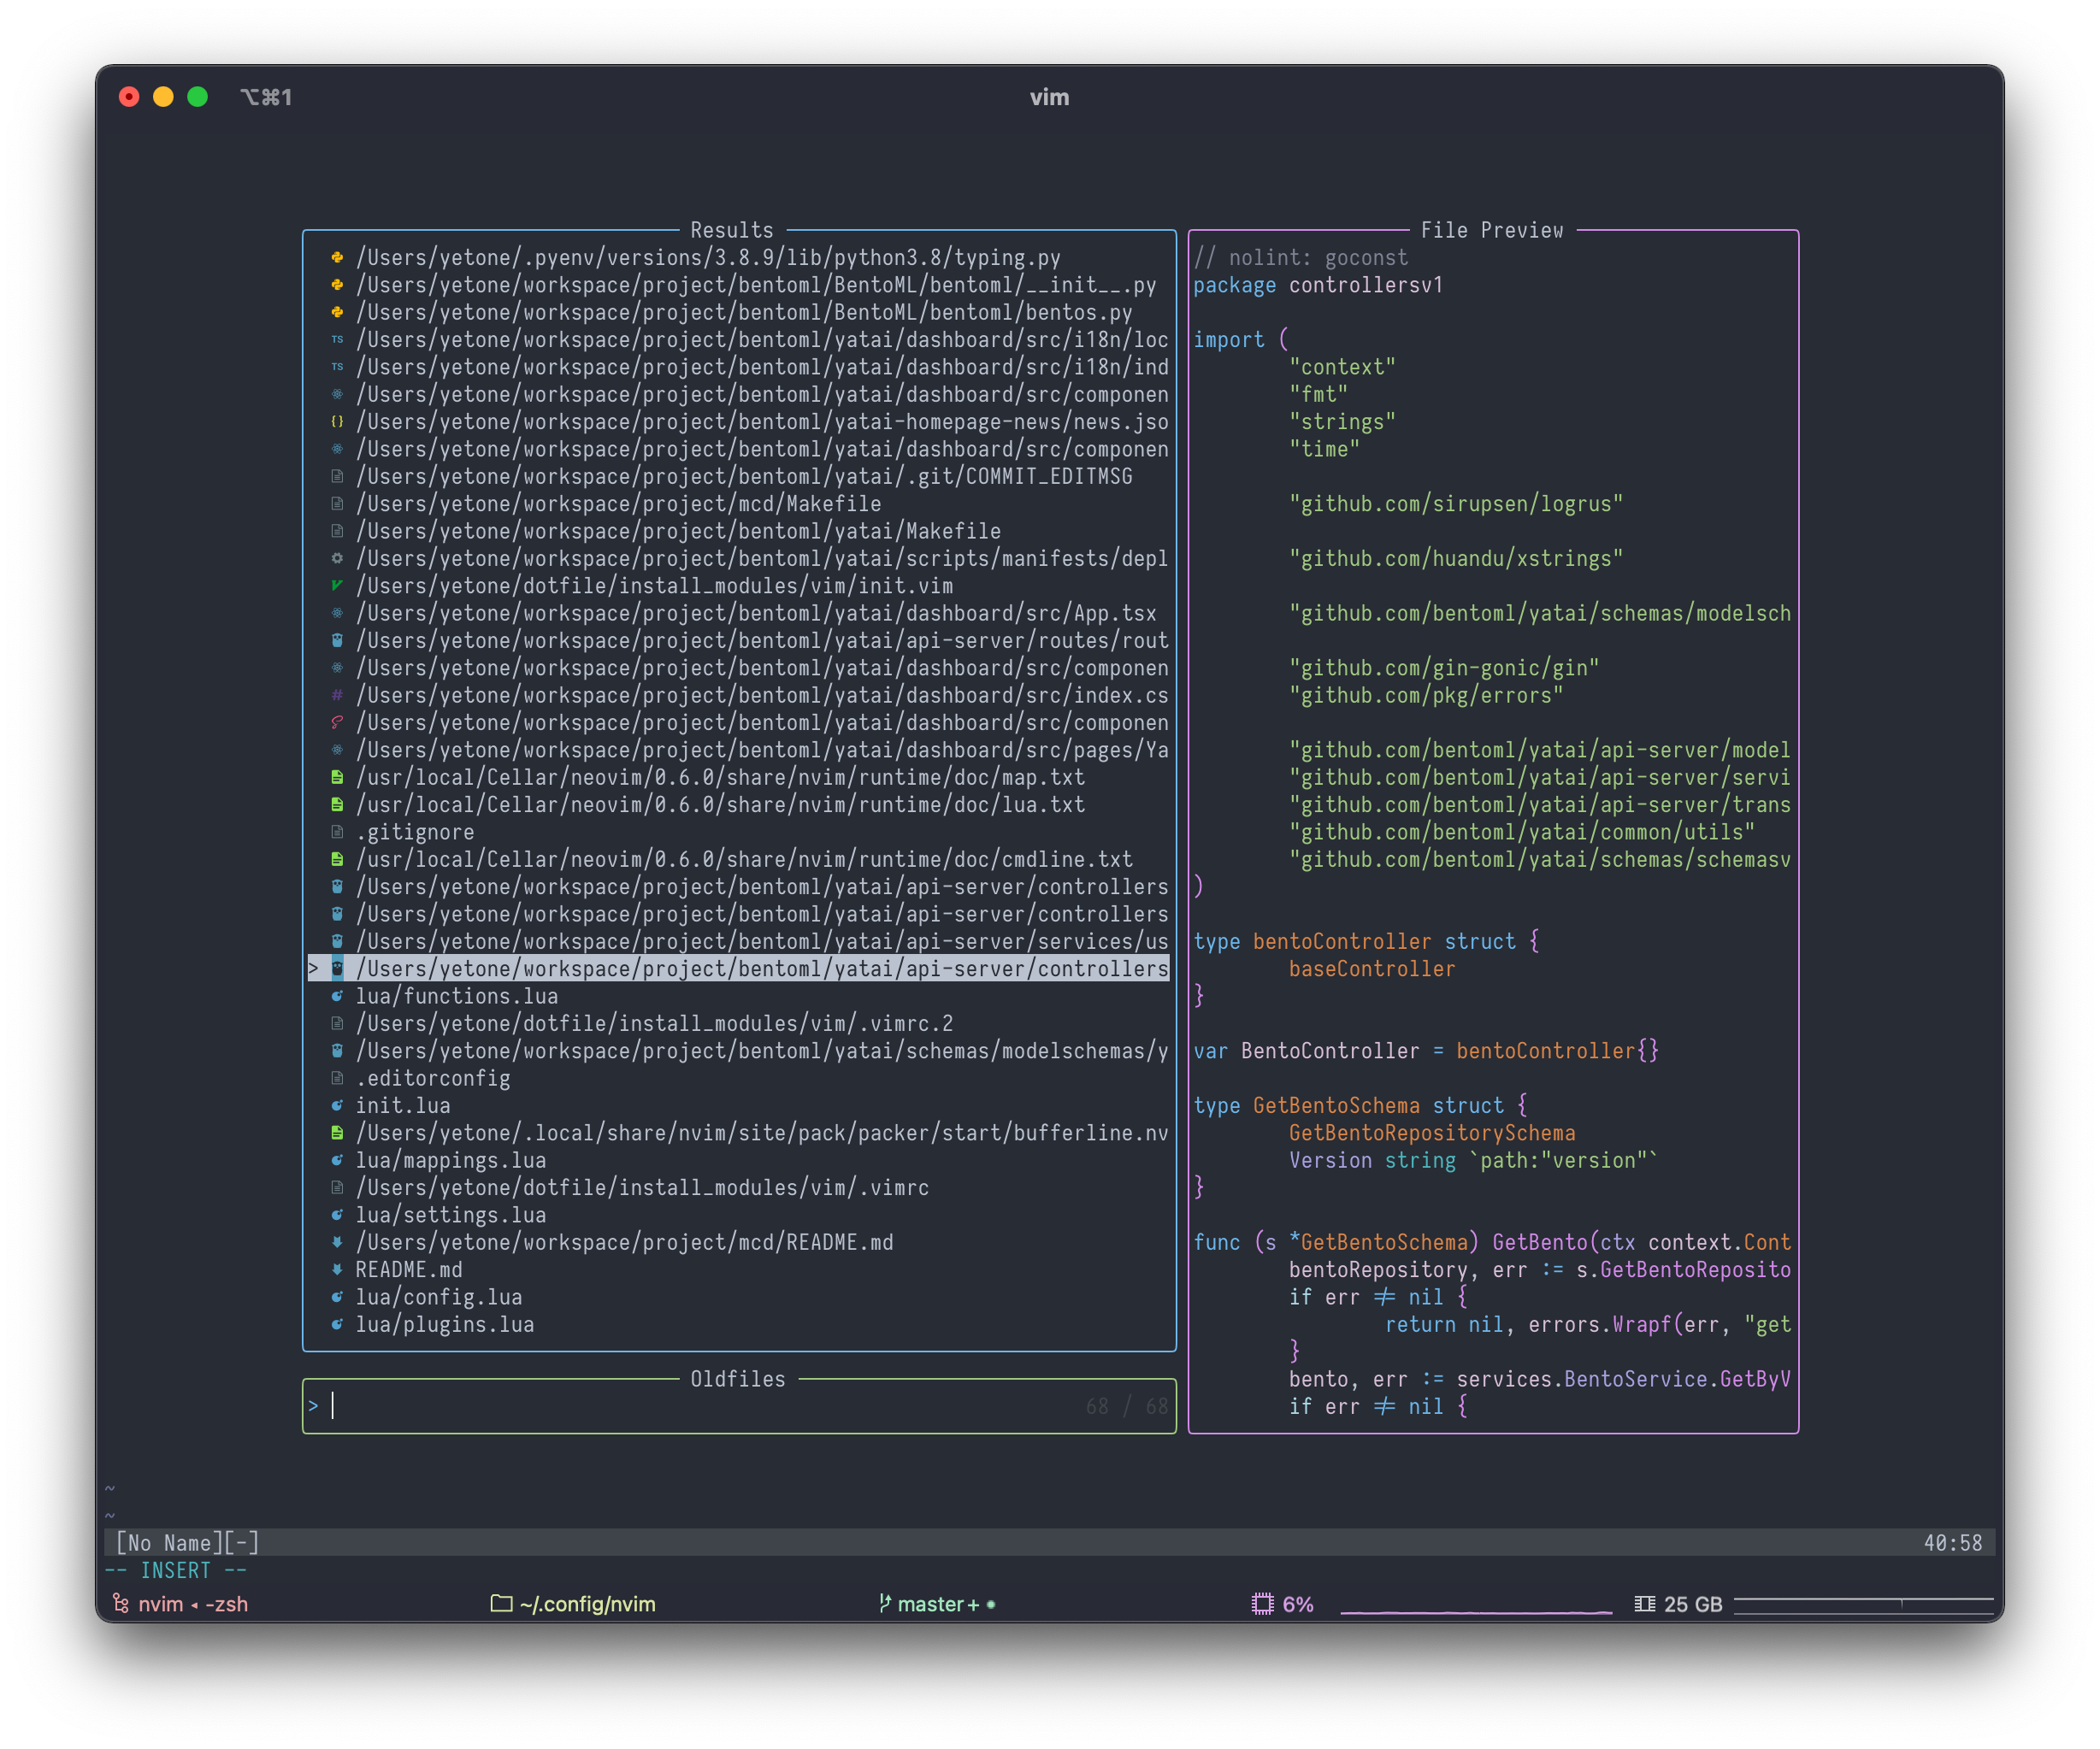 ⌥⌘1
vim
Results
/Users/yetone/.pyenv/versions/3.8.9/lib/python3.8/typing.py
/Users/yetone/workspace/project/bentoml/BentoML/bentoml/__init__.py
/Users/yetone/workspace/project/bentoml/BentoML/bentoml/bentos.py
TS /Users/yetone/workspace/project/bentoml/yatai/dashboard/src/i18n/loc
TS /Users/yetone/workspace/project/bentoml/yatai/dashboard/src/i18n/ind
/Users/yetone/workspace/project/bentoml/yatai/dashboard/src/componen
{} /Users/yetone/workspace/project/bentoml/yatai-homepage-news/news.jso
/Users/yetone/workspace/project/bentoml/yatai/dashboard/src/componen
/Users/yetone/workspace/project/bentoml/yatai/.git/COMMIT_EDITMSG
/Users/yetone/workspace/project/mcd/Makefile
/Users/yetone/workspace/project/bentoml/yatai/Makefile
/Users/yetone/workspace/project/bentoml/yatai/scripts/manifests/depl
/Users/yetone/dotfile/install_modules/vim/init.vim
/Users/yetone/workspace/project/bentoml/yatai/dashboard/src/App.tsx
/Users/yetone/workspace/project/bentoml/yatai/api-server/routes/rout
/Users/yetone/workspace/project/bentoml/yatai/dashboard/src/componen
# /Users/yetone/workspace/project/bentoml/yatai/dashboard/src/index.cs
/Users/yetone/workspace/project/bentoml/yatai/dashboard/src/componen
/Users/yetone/workspace/project/bentoml/yatai/dashboard/src/pages/Ya
/usr/local/Cellar/neovim/0.6.0/share/nvim/runtime/doc/map.txt
/usr/local/Cellar/neovim/0.6.0/share/nvim/runtime/doc/lua.txt
.gitignore
/usr/local/Cellar/neovim/0.6.0/share/nvim/runtime/doc/cmdline.txt
/Users/yetone/workspace/project/bentoml/yatai/api-server/controllers
/Users/yetone/workspace/project/bentoml/yatai/api-server/controllers
/Users/yetone/workspace/project/bentoml/yatai/api-server/services/us
> /Users/yetone/workspace/project/bentoml/yatai/api-server/controllers
lua/functions.lua
/Users/yetone/dotfile/install_modules/vim/.vimrc.2
/Users/yetone/workspace/project/bentoml/yatai/schemas/modelschemas/y
.editorconfig
init.lua
/Users/yetone/.local/share/nvim/site/pack/packer/start/bufferline.nv
lua/mappings.lua
/Users/yetone/dotfile/install_modules/vim/.vimrc
lua/settings.lua
/Users/yetone/workspace/project/mcd/README.md
README.md
lua/config.lua
lua/plugins.lua
Oldfiles
> 68 / 68
File Preview
// nolint: goconst
package controllersv1
import (
"context"
"fmt"
"strings"
"time"
"github.com/sirupsen/logrus"
"github.com/huandu/xstrings"
"github.com/bentoml/yatai/schemas/modelsch
"github.com/gin-gonic/gin"
"github.com/pkg/errors"
"github.com/bentoml/yatai/api-server/model
"github.com/bentoml/yatai/api-server/servi
"github.com/bentoml/yatai/api-server/trans
"github.com/bentoml/yatai/common/utils"
"github.com/bentoml/yatai/schemas/schemasv
)
type bentoController struct {
baseController
}
var BentoController = bentoController{}
type GetBentoSchema struct {
GetBentoRepositorySchema
Version string `path:"version"`
}
func (s *GetBentoSchema) GetBento(ctx context.Cont
bentoRepository, err := s.GetBentoReposito
if err != nil {
return nil, errors.Wrapf(err, "get
}
bento, err := services.BentoService.GetByV
if err != nil {
~
~
[No Name][-] 40:58
-- INSERT --
nvim ◂ -zsh ~/.config/nvim master+ ● 6% 25 GB